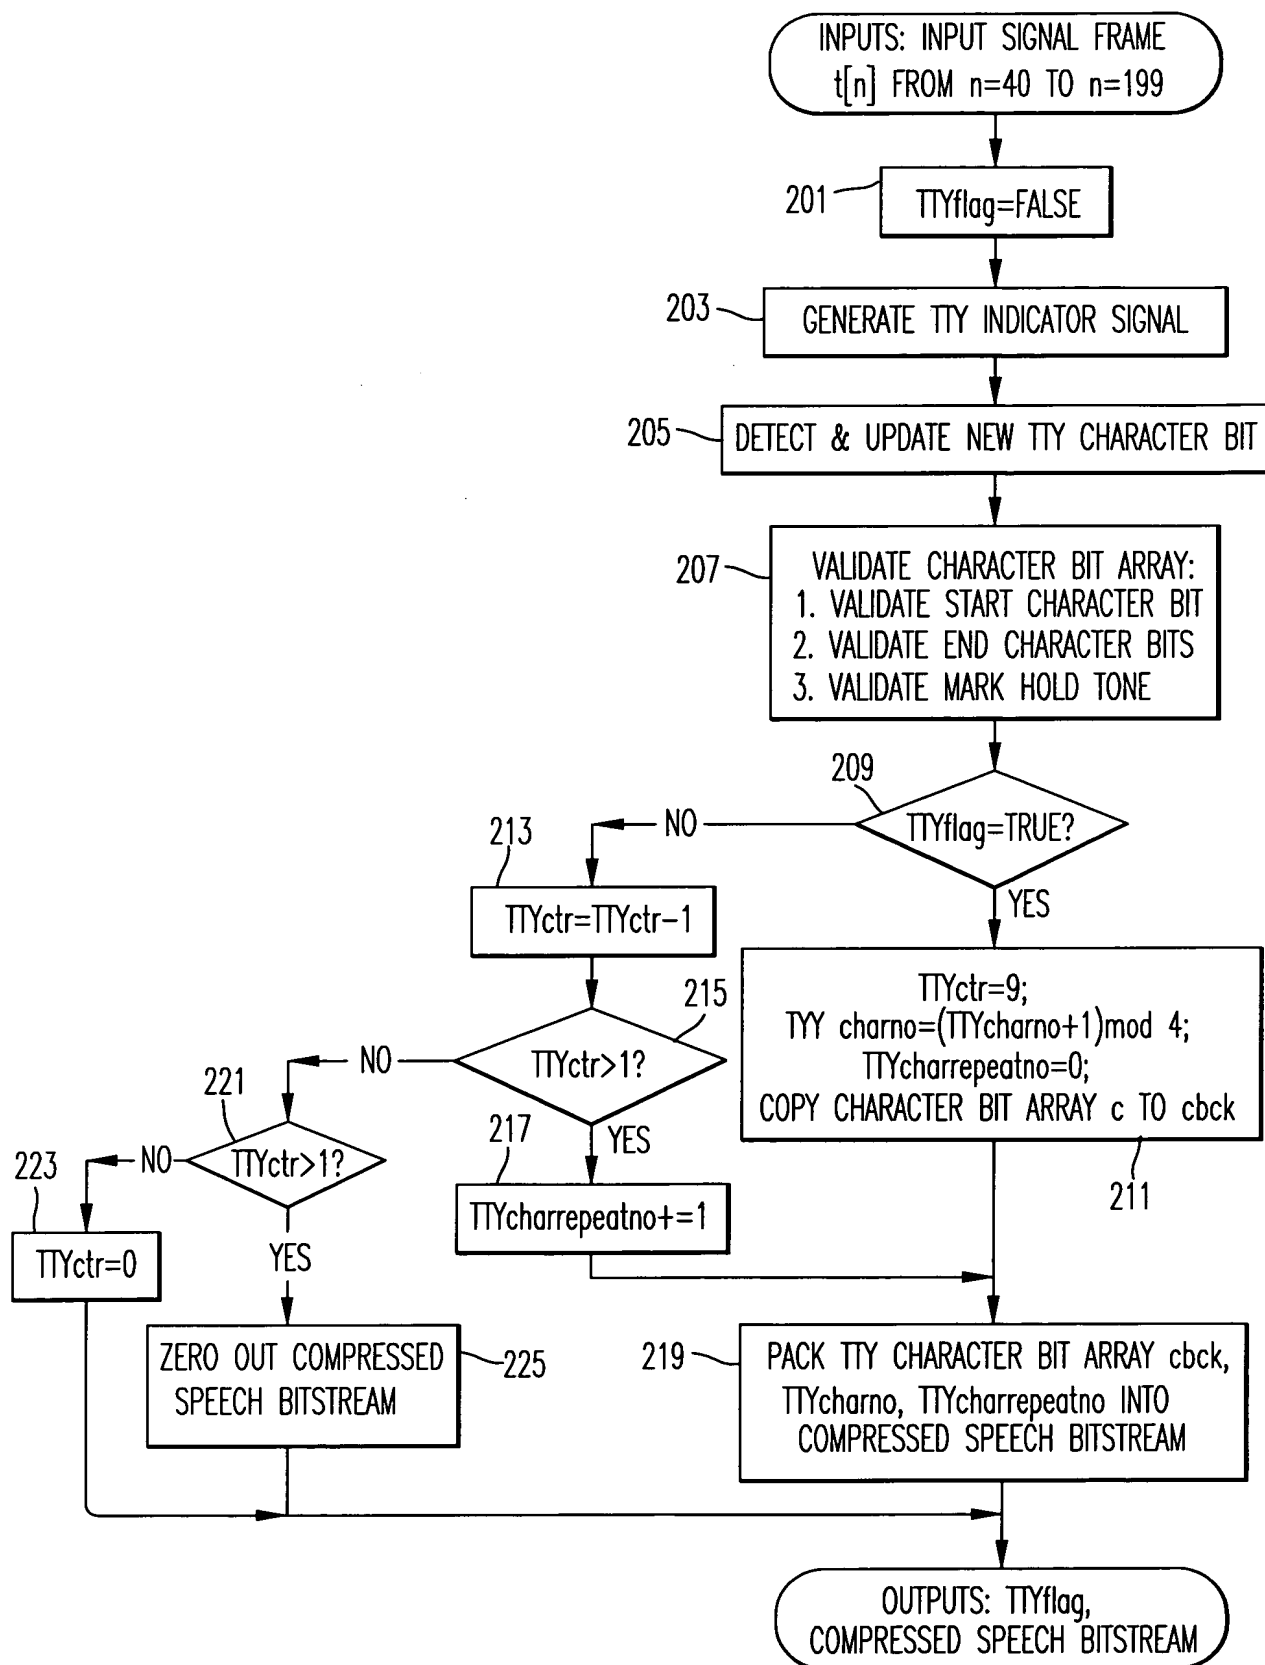 INPUTS: INPUT SIGNAL FRAME
t[n] FROM n=40 TO n=199
201
TTYflag=FALSE
203
GENERATE TTY INDICATOR SIGNAL
205
DETECT & UPDATE NEW TTY CHARACTER BIT
207
VALIDATE CHARACTER BIT ARRAY:
1. VALIDATE START CHARACTER BIT
2. VALIDATE END CHARACTER BITS
3. VALIDATE MARK HOLD TONE
209
TTYflag=TRUE?
NO
YES
213
TTYctr=TTYctr-1
TTYctr=9;
TYY charno=(TTYcharno+1)mod 4;
TTYcharrepeatno=0;
COPY CHARACTER BIT ARRAY c TO cbck
211
215
TTYctr>1?
NO
YES
217
TTYcharrepeatno+=1
221
TTYctr>1?
NO
YES
223
TTYctr=0
ZERO OUT COMPRESSED
SPEECH BITSTREAM
225
219
PACK TTY CHARACTER BIT ARRAY cbck,
TTYcharno, TTYcharrepeatno INTO
COMPRESSED SPEECH BITSTREAM
OUTPUTS: TTYflag,
COMPRESSED SPEECH BITSTREAM